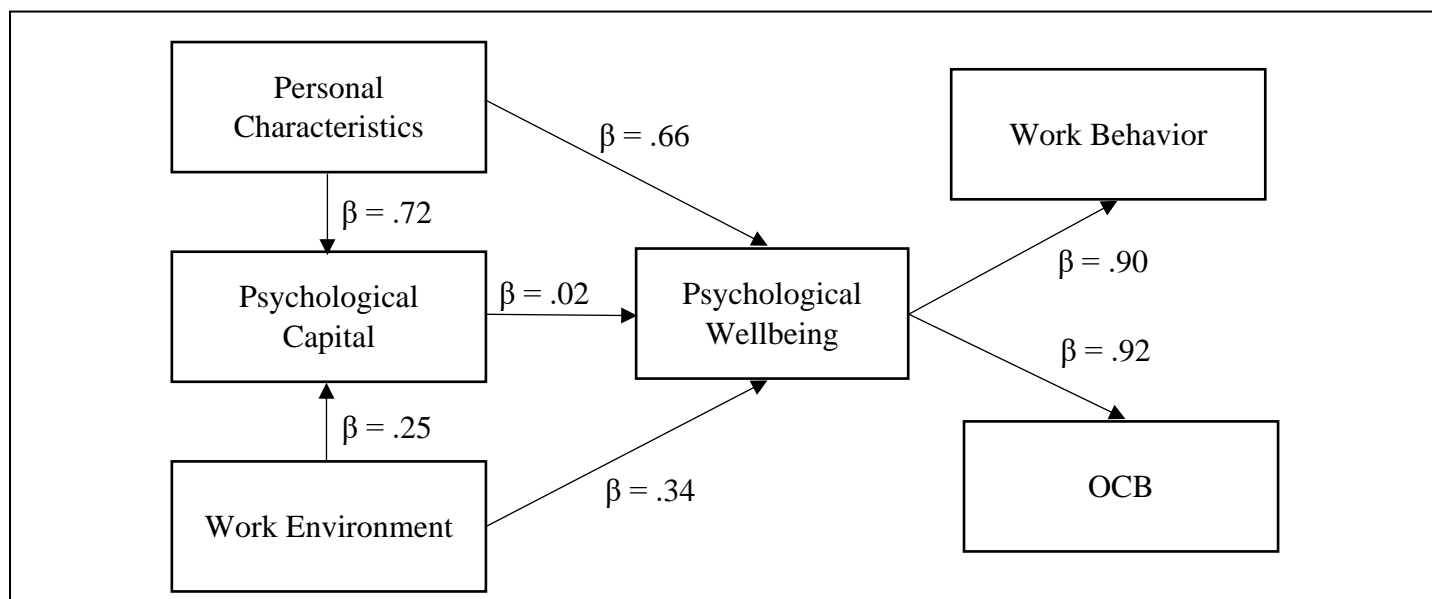 Personal
Characteristics
β = .66
Work Behavior
β = .72
Psychological
Capital
β = .02
Psychological
Wellbeing
β = .90
β = .92
β = .25
Work Environment
β = .34
OCB